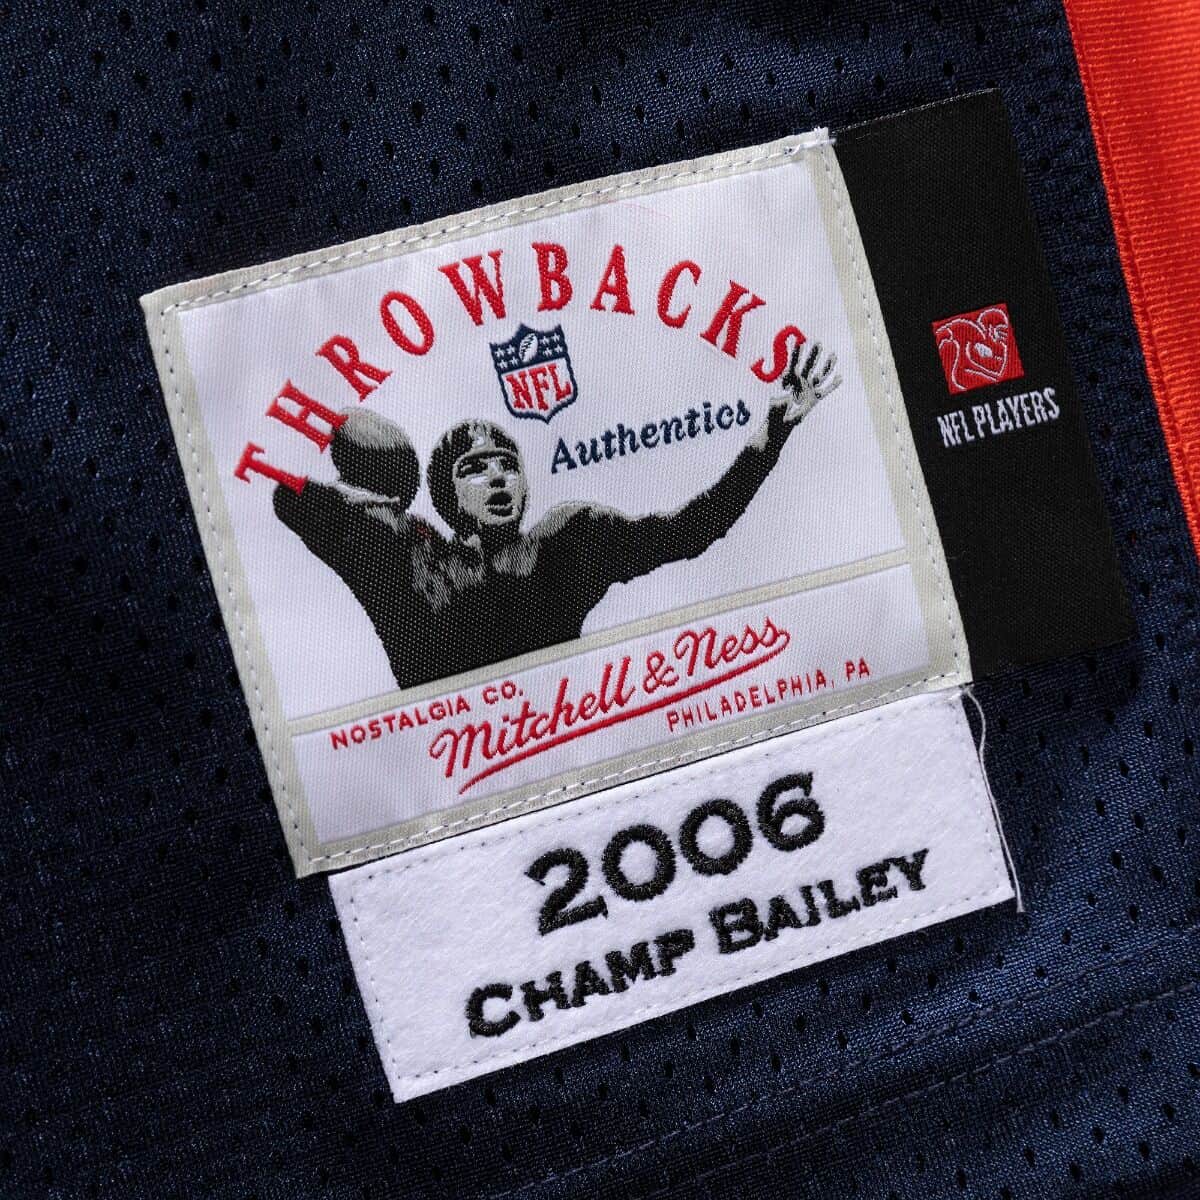 THROWBACKS
NFL
Authentics
NFL PLAYERS
NOSTALGIA CO.
Mitchell & Ness
PHILADELPHIA, PA
2006
CHAMP BAILEY